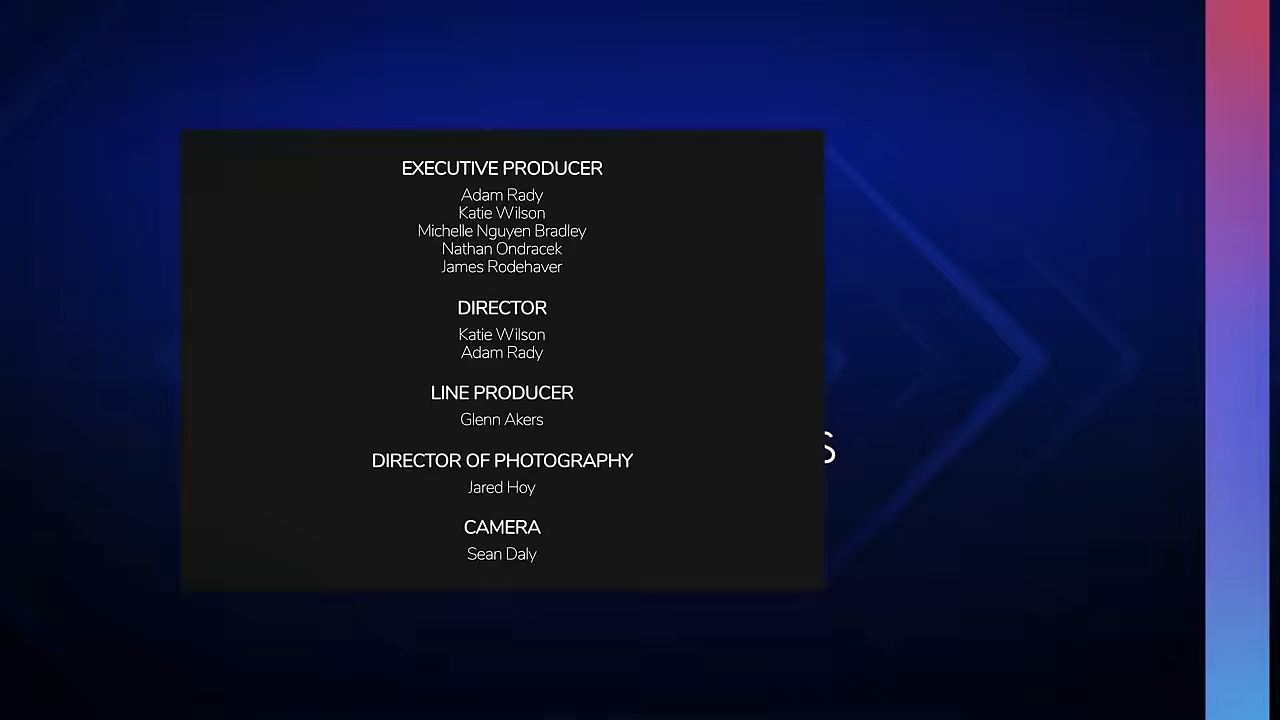 EXECUTIVE PRODUCER
Adam Rady
Katie Wilson
Michelle Nguyen Bradley
Nathan Ondracek
James Rodehaver
DIRECTOR
Katie Wilson
Adam Rady
LINE PRODUCER
Glenn Akers
DIRECTOR OF PHOTOGRAPHY
Jared Hoy
CAMERA
Sean Daly